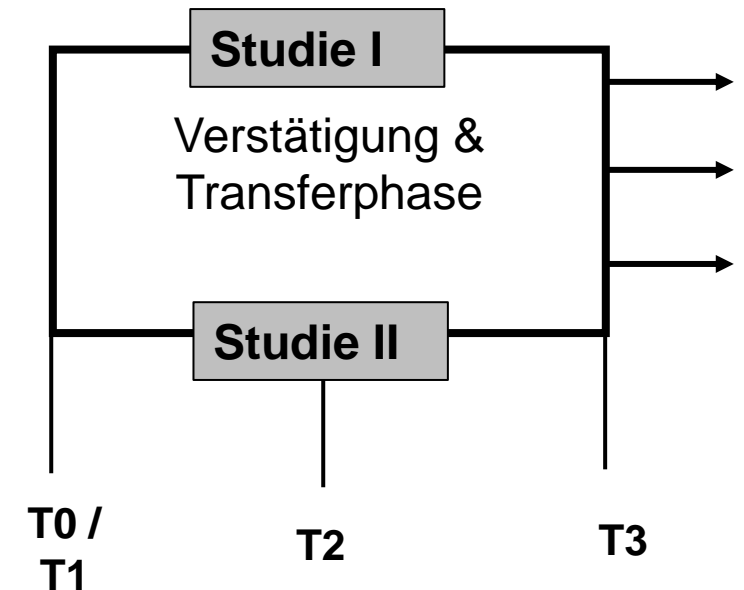 Studie I
Verstätigung &
Transferphase
Studie II
T0 /
T1
T2
T3